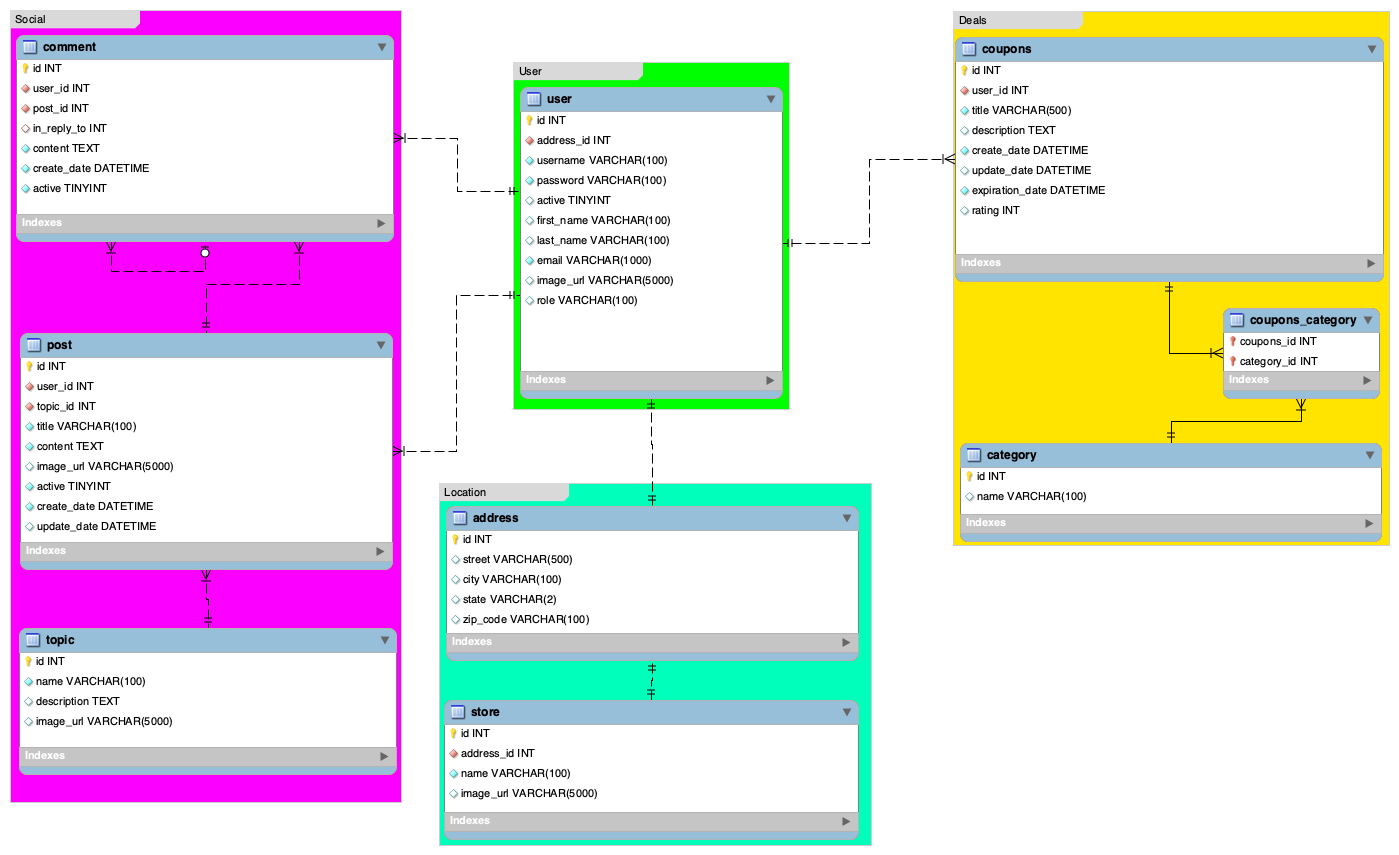 Social
comment
id INT
user_id INT
post_id INT
in_reply_to INT
content TEXT
create_date DATETIME
active TINYINT
Indexes
post
id INT
user_id INT
topic_id INT
title VARCHAR(100)
content TEXT
image_url VARCHAR(5000)
active TINYINT
create_date DATETIME
update_date DATETIME
Indexes
topic
id INT
name VARCHAR(100)
description TEXT
image_url VARCHAR(5000)
Indexes
User
user
id INT
address_id INT
username VARCHAR(100)
password VARCHAR(100)
active TINYINT
first_name VARCHAR(100)
last_name VARCHAR(100)
email VARCHAR(1000)
image_url VARCHAR(5000)
role VARCHAR(100)
Indexes
Location
address
id INT
street VARCHAR(500)
city VARCHAR(100)
state VARCHAR(2)
zip_code VARCHAR(100)
Indexes
store
id INT
address_id INT
name VARCHAR(100)
image_url VARCHAR(5000)
Indexes
Deals
coupons
id INT
user_id INT
title VARCHAR(500)
description TEXT
create_date DATETIME
update_date DATETIME
expiration_date DATETIME
rating INT
Indexes
coupons_category
coupons_id INT
category_id INT
Indexes
category
id INT
name VARCHAR(100)
Indexes